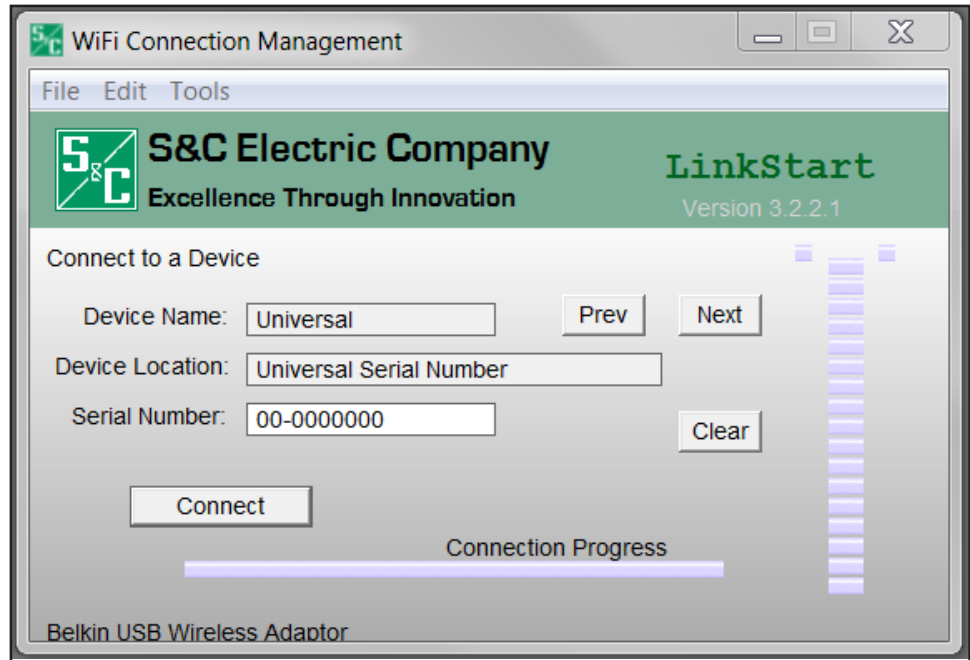 S&C WiFi Connection Management
File Edit Tools
S&C S&C Electric Company
Excellence Through Innovation
LinkStart
Version 3.2.2.1
Connect to a Device
Device Name: Universal Prev Next
Device Location: Universal Serial Number
Serial Number: 00-0000000
Clear
Connect
Connection Progress
Belkin USB Wireless Adaptor